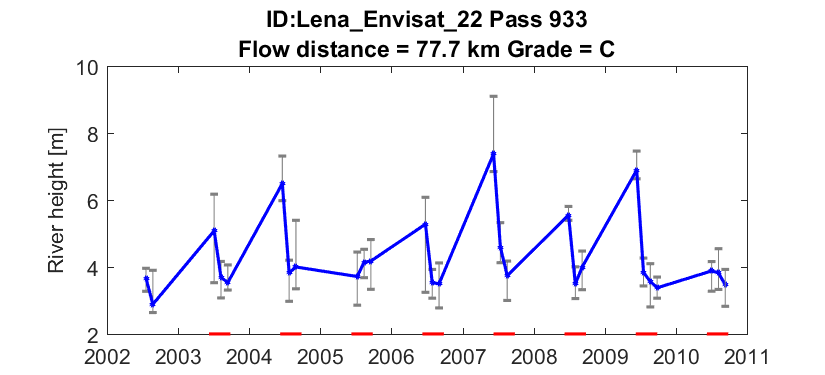 ID:Lena_Envisat_22 Pass 933
Flow distance = 77.7 km Grade = C
River height [m]
10
8
6
4
2
2002 2003 2004 2005 2006 2007 2008 2009 2010 2011